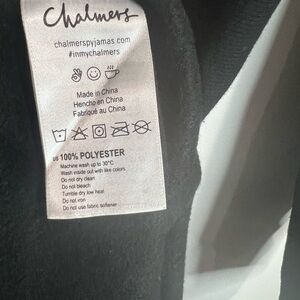 Chalmers
chalmerspyjamas.com
#inmychalmers
Made in China
Hencho en China
Fabriqué au China
100% POLYESTER
Machine wash up to 30°C
Wash inside out with like colors
Do not dry clean
Do not bleach
Tumble dry low heat
Do not iron
Do not use fabric softener